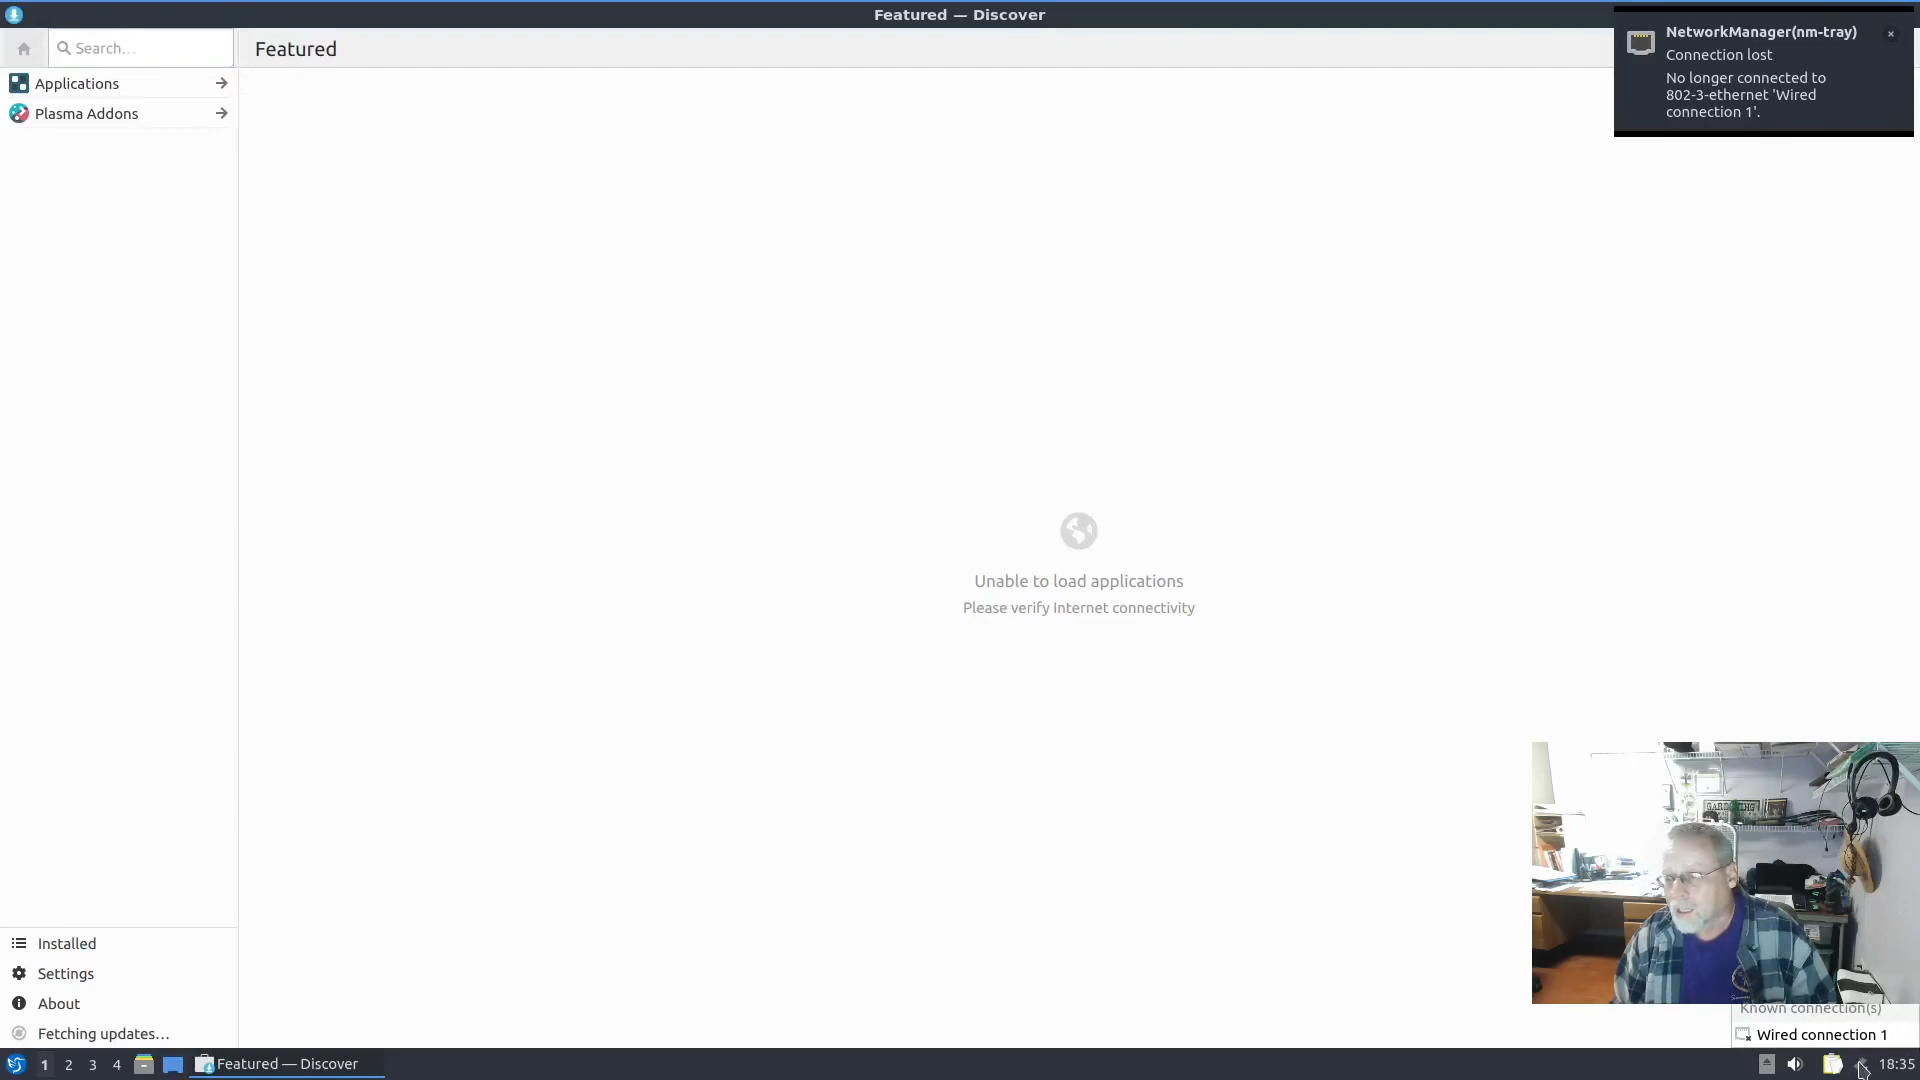 Featured — Discover
Search...
Featured
Applications
Plasma Addons
NetworkManager(nm-tray)
Connection lost
No longer connected to
802-3-ethernet 'Wired
connection 1'.
Unable to load applications
Please verify Internet connectivity
GARDENING
Installed
Settings
About
Fetching updates...
Known connection(s)
Wired connection 1
1 2 3 4 Featured — Discover 18:35